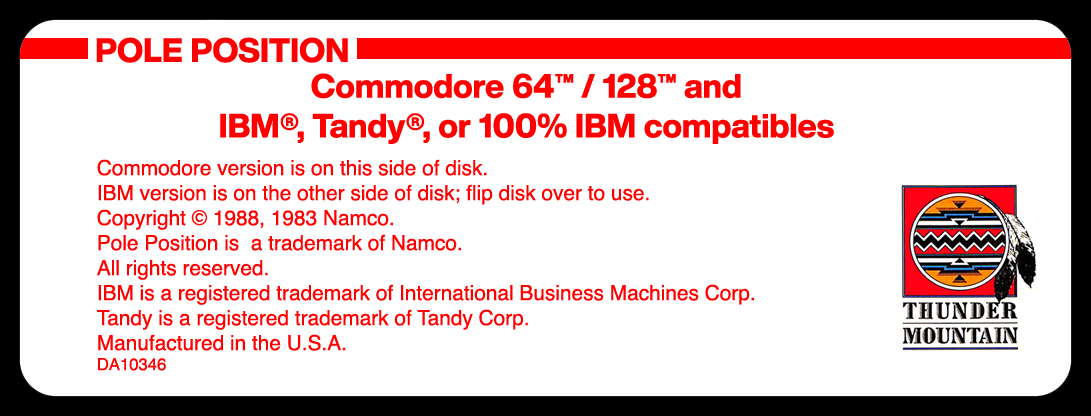 POLE POSITION
Commodore 64™ / 128™ and
IBM®, Tandy®, or 100% IBM compatibles
Commodore version is on this side of disk.
IBM version is on the other side of disk; flip disk over to use.
Copyright © 1988, 1983 Namco.
Pole Position is  a trademark of Namco.
All rights reserved.
IBM is a registered trademark of International Business Machines Corp.
Tandy is a registered trademark of Tandy Corp.
Manufactured in the U.S.A.
DA10346
THUNDER
MOUNTAIN